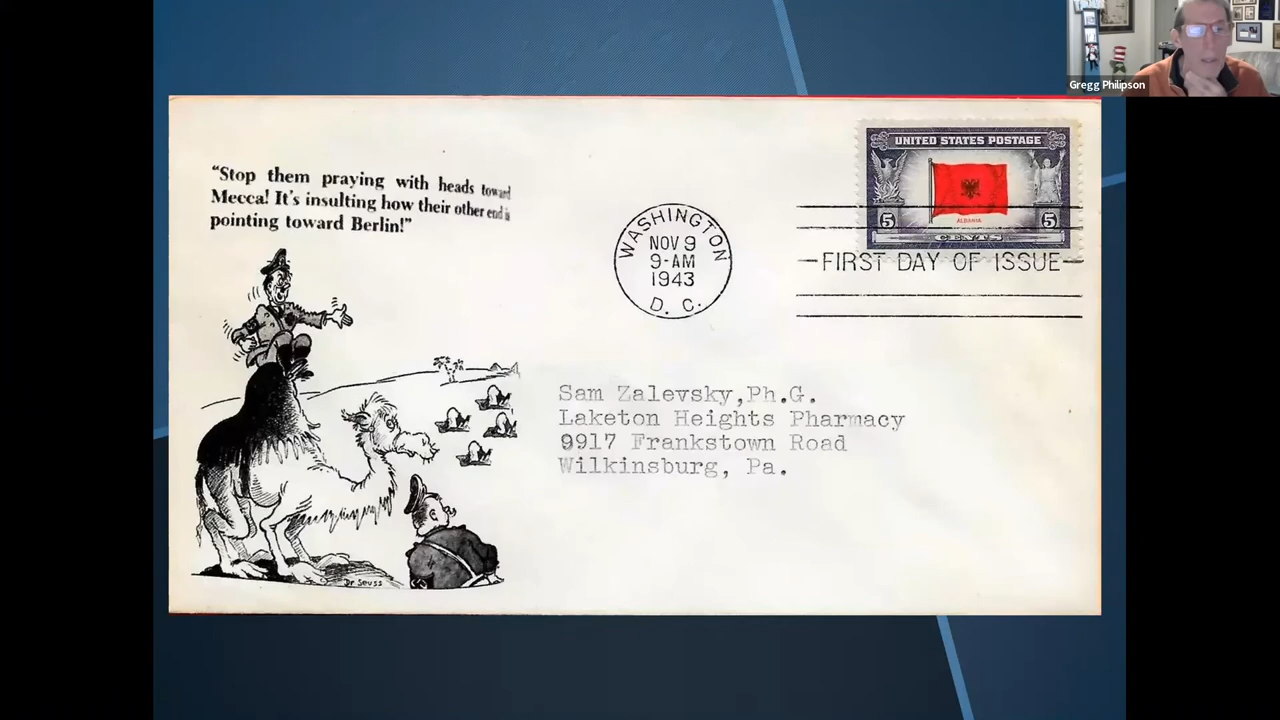 Gregg Philipson
"Stop them praying with heads toward
Mecca! It's insulting how their other end is
pointing toward Berlin!"
WASHINGTON
NOV 9
9-AM
1943
D. C.
UNITED STATES POSTAGE
ALBANIA
5 5
CENTS
FIRST DAY OF ISSUE
Sam Zalevsky,Ph.G.
Laketon Heights Pharmacy
9917 Frankstown Road
Wilkinsburg, Pa.
Dr Seuss